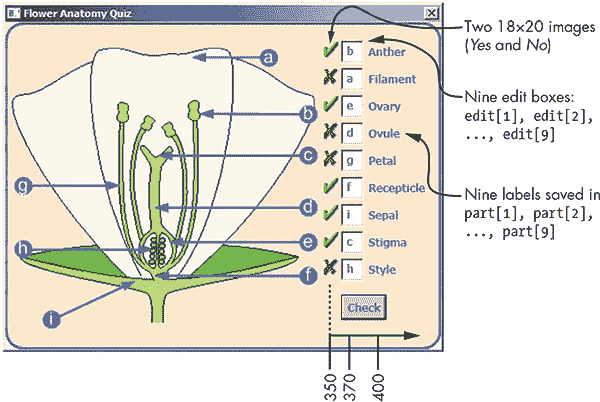 Flower Anatomy Quiz
a
b
c
g
d
e
h
f
i
b Anther
a Filament
e Ovary
d Ovule
g Petal
f Recepticle
i Sepal
c Stigma
h Style
Check
350
370
400
Two 18x20 images
(Yes and No)
Nine edit boxes:
edit[1], edit[2],
..., edit[9]
Nine labels saved in
part[1], part[2],
..., part[9]